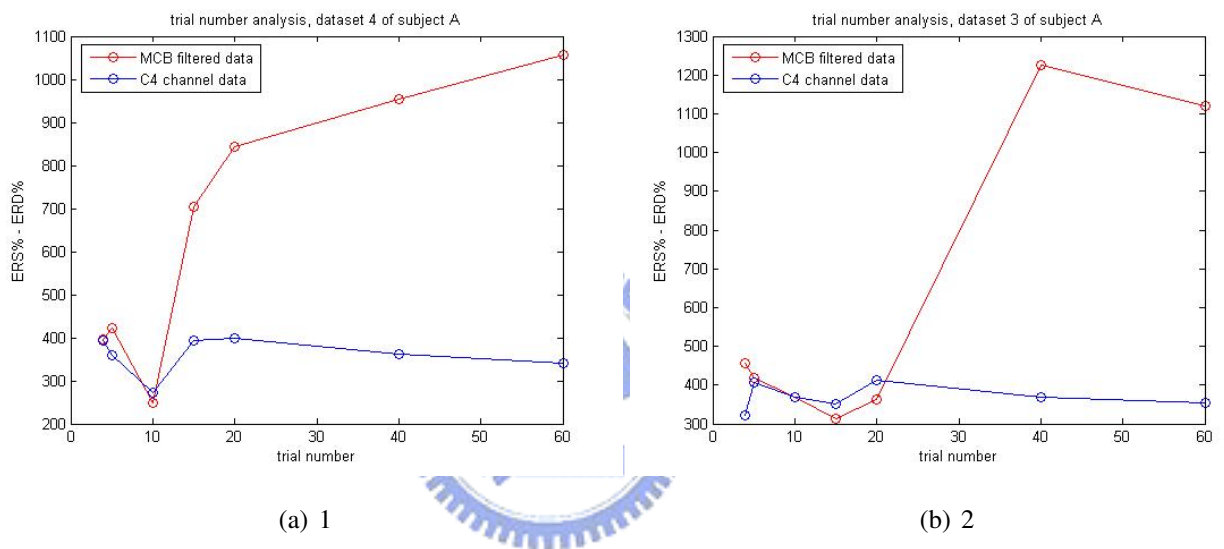 trial number analysis, dataset 4 of subject A
1100
1000
900
800
700
600
500
400
300
200
ERS% - ERD%
MCB filtered data
C4 channel data
0
10
20
30
40
50
60
trial number
(a) 1
trial number analysis, dataset 3 of subject A
1300
1200
1100
1000
900
800
700
600
500
400
300
ERS% - ERD%
MCB filtered data
C4 channel data
0
10
20
30
40
50
60
trial number
(b) 2